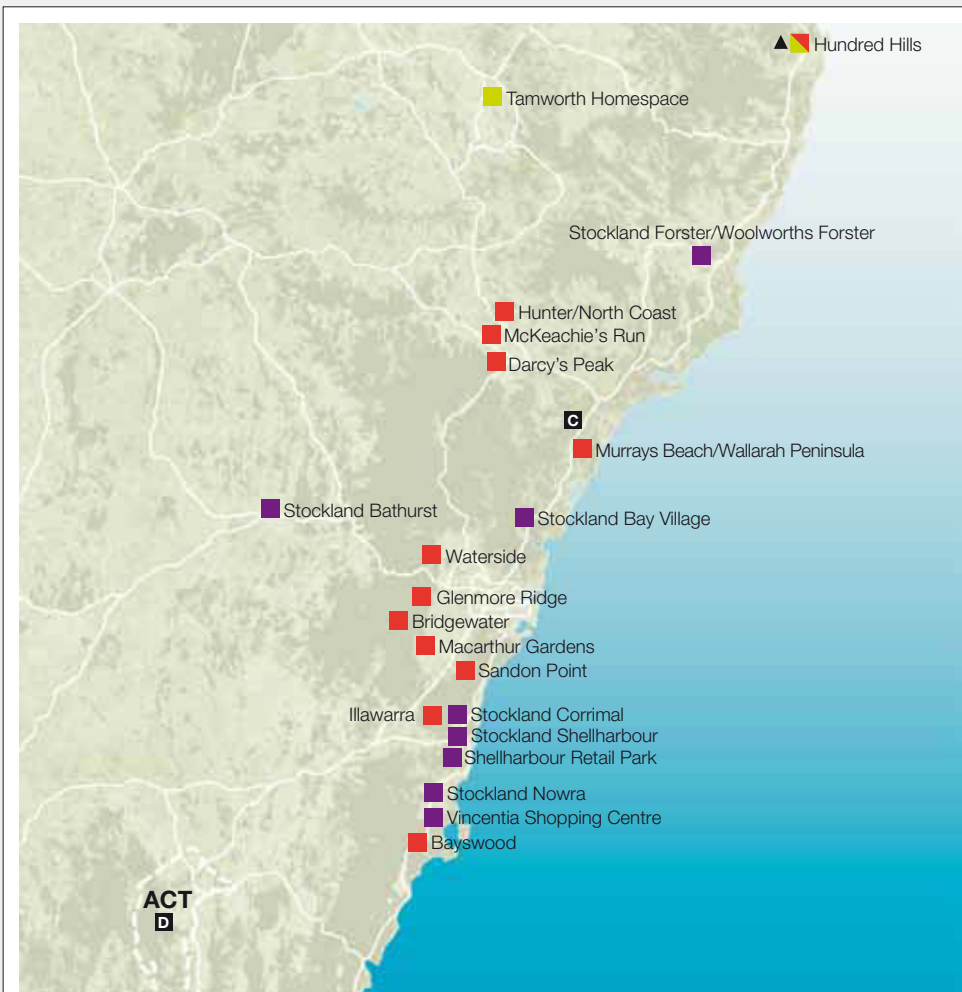 Hundred Hills
Tamworth Homespace
Stockland Forster/Woolworths Forster
Hunter/North Coast
McKeachie's Run
Darcy's Peak
C
Murrays Beach/Wallarah Peninsula
Stockland Bathurst
Stockland Bay Village
Waterside
Glenmore Ridge
Bridgewater
Macarthur Gardens
Sandon Point
Illawarra
Stockland Corrimal
Stockland Shellharbour
Shellharbour Retail Park
Stockland Nowra
Vincentia Shopping Centre
Bayswood
ACT
D